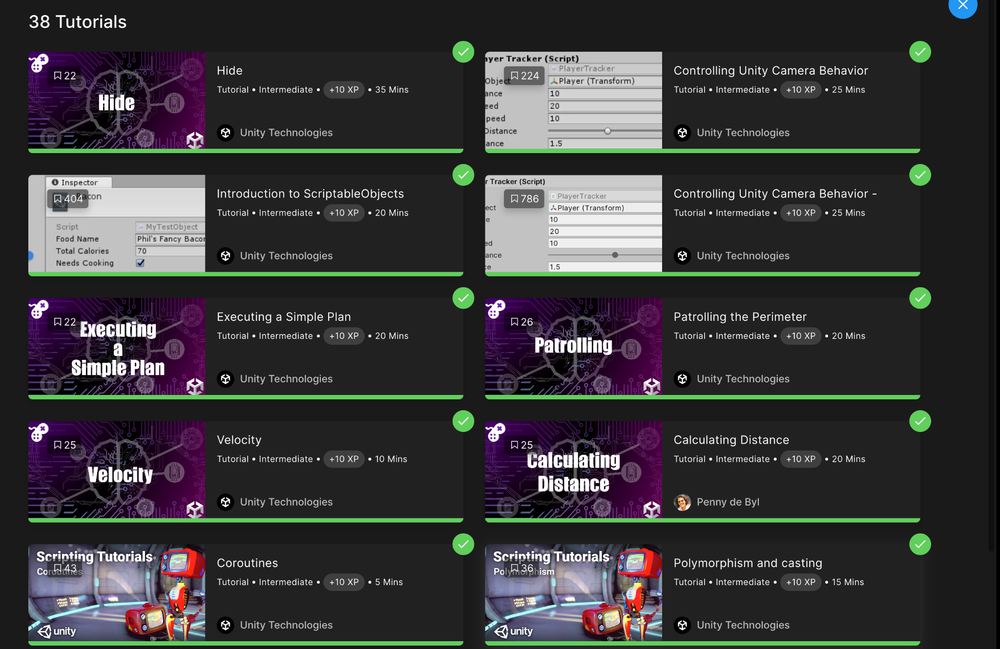 38 Tutorials
22
Hide
Hide
Tutorial • Intermediate • +10 XP • 35 Mins
Unity Technologies
ayer Tracker (Script)
PlayerTracker
224
Object
Player (Transform)
ance
10
eed
20
peed
10
Distance
ance
1.5
Controlling Unity Camera Behavior
Tutorial • Intermediate • +10 XP • 25 Mins
Unity Technologies
Inspector
404
Bacon
Script
MyTestObject
Food Name
Phil's Fancy Bacon
Total Calories
70
Needs Cooking
Introduction to ScriptableObjects
Tutorial • Intermediate • +10 XP • 20 Mins
Unity Technologies
r Tracker (Script)
786
PlayerTracker
ect
Player (Transform)
e
10
20
ed
10
ance
ce
1.5
Controlling Unity Camera Behavior -
Tutorial • Intermediate • +10 XP • 25 Mins
Unity Technologies
22
Executing
a
Simple Plan
Executing a Simple Plan
Tutorial • Intermediate • +10 XP • 20 Mins
Unity Technologies
26
Patrolling
Patrolling the Perimeter
Tutorial • Intermediate • +10 XP • 20 Mins
Unity Technologies
25
Velocity
Velocity
Tutorial • Intermediate • +10 XP • 10 Mins
Unity Technologies
25
Calculating
Distance
Calculating Distance
Tutorial • Intermediate • +10 XP • 20 Mins
Penny de Byl
Scripting Tutorials
Coroutines
43
unity
Coroutines
Tutorial • Intermediate • +10 XP • 5 Mins
Unity Technologies
Scripting Tutorials
Polymorphism
36
unity
Polymorphism and casting
Tutorial • Intermediate • +10 XP • 15 Mins
Unity Technologies